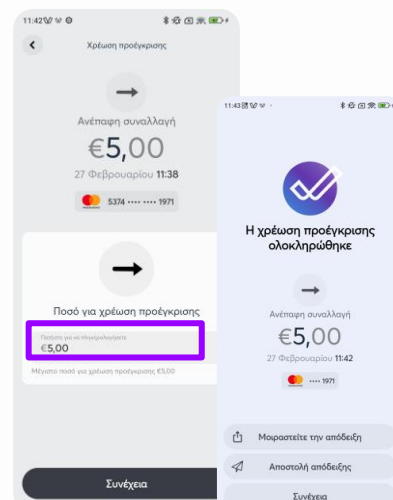 11:42
Χρέωση προέγκρισης
Ανέπαφη συναλλαγή
€5,00
27 Φεβρουαρίου 11:38
5374 •••• •••• 1971
Ποσό για χρέωση προέγκρισης
€5,00
Μέγιστο ποσό για χρέωση προέγκρισης €5,00
Συνέχεια
11:43
Η χρέωση προέγκρισης
ολοκληρώθηκε
Ανέπαφη συναλλαγή
€5,00
27 Φεβρουαρίου 11:42
•••• 1971
Μοιραστείτε την απόδειξη
Αποστολή απόδειξης
Συνέχεια